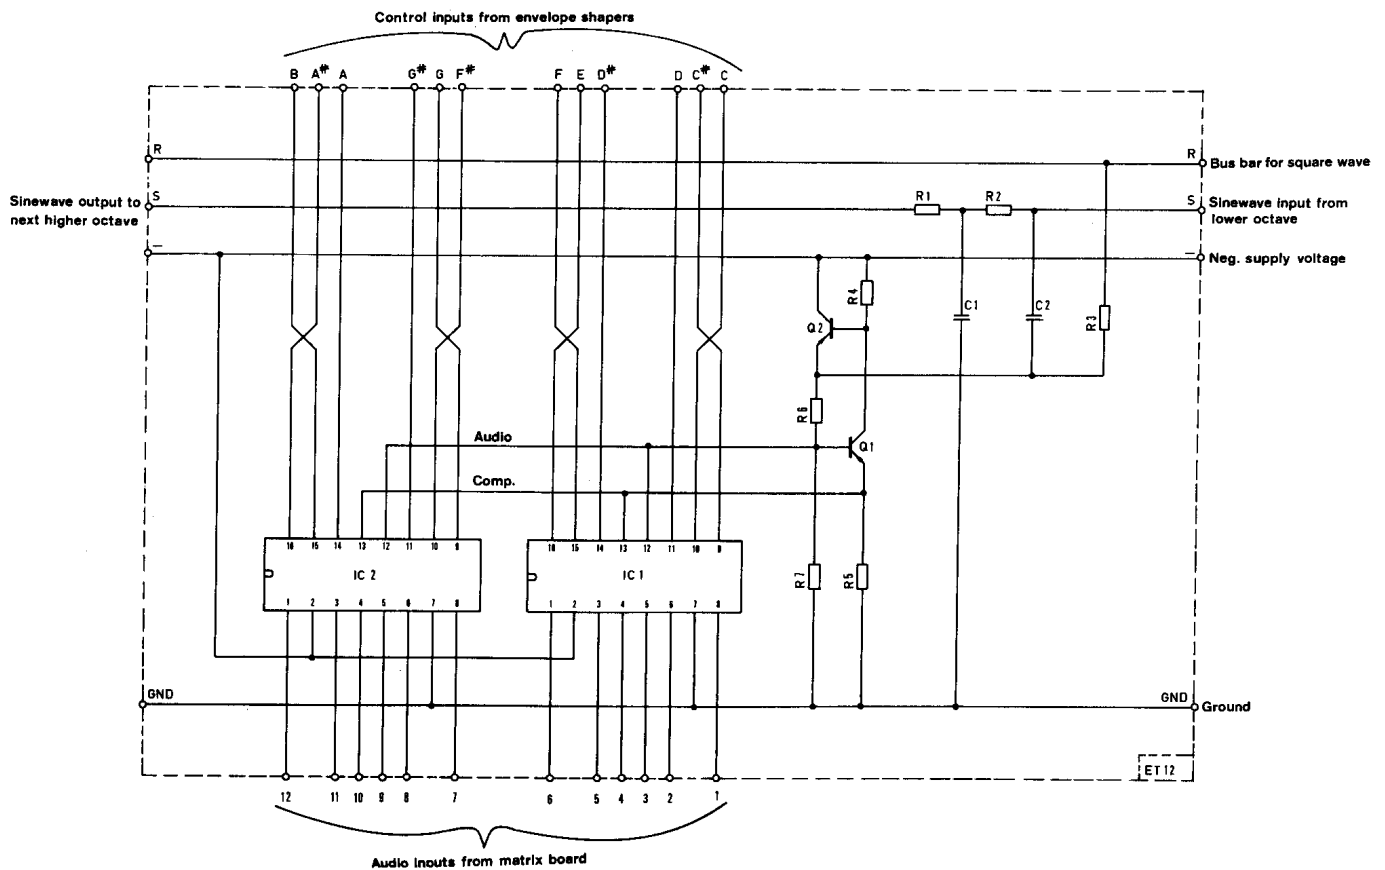 Control inputs from envelope shapers
B A# A G# G F# F E D# D C# C
R R Bus bar for square wave
Sinewave output to
next higher octave
S R1 R2 S Sinewave input from
lower octave
– – Neg. supply voltage
R4 C1 C2 R3
Q2
R6
Audio Q1
Comp.
16 15 14 13 12 11 10 9
16 15 14 13 12 11 10 9
IC 2 IC 1 R7 R5
1 2 3 4 5 6 7 8
1 2 3 4 5 6 7 8
GND GND Ground
ET 12
12 11 10 9 8 7 6 5 4 3 2 1
Audio inouts from matrix board